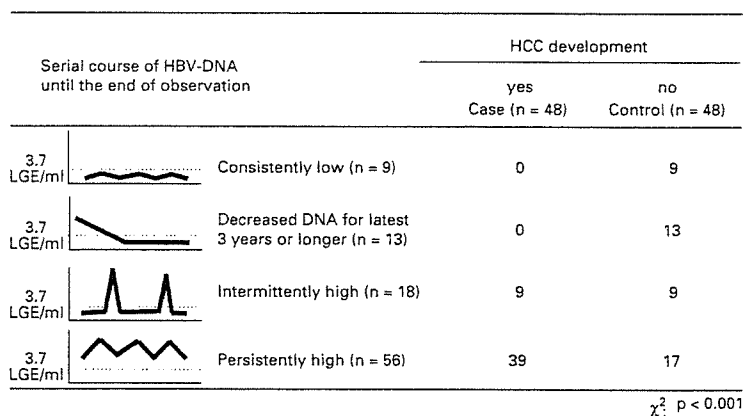 HCC development
Serial course of HBV-DNA
until the end of observation
yes
no
Case (n = 48)
Control (n = 48)
3.7
LGE/ml
Consistently low (n = 9)
0
9
3.7
LGE/ml
Decreased DNA for latest
3 years or longer (n = 13)
0
13
3.7
LGE/ml
Intermittently high (n = 18)
9
9
3.7
LGE/ml
Persistently high (n = 56)
39
17
χ²; p < 0.001